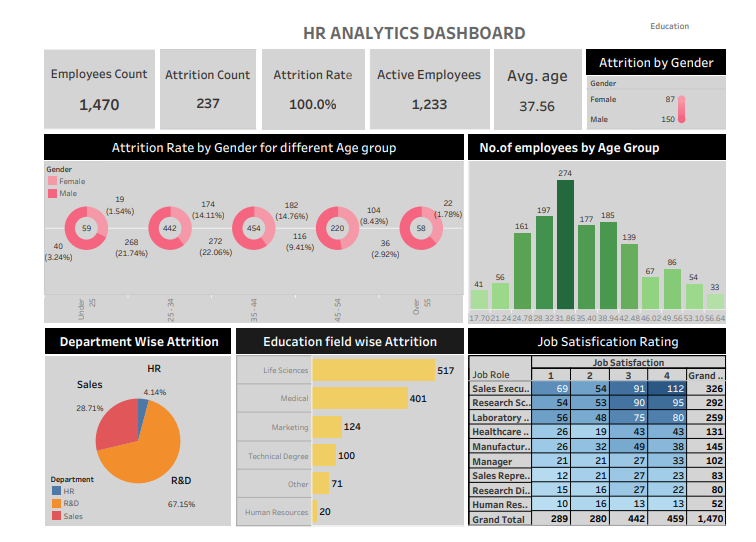 Education
HR ANALYTICS DASHBOARD
Employees Count
1,470
Attrition Count
237
Attrition Rate
100.0%
Active Employees
1,233
Avg. age
37.56
Attrition by Gender
Gender
Female 87
Male 150
Attrition Rate by Gender for different Age group
Gender
Female
Male
19
(1.54%)
59
40
(3.24%)
174
(14.11%)
442
268
(21.74%)
182
(14.76%)
454
272
(22.06%)
104
(8.43%)
220
116
(9.41%)
22
(1.78%)
58
36
(2.92%)
Under
25
25 - 34
35 - 44
45 - 54
Over
55
No.of employees by Age Group
41 56 161 197 274 177 185 139 67 86 54 33
17.70 21.24 24.78 28.32 31.86 35.40 38.94 42.48 46.02 49.56 53.10 56.64
Department Wise Attrition
HR
4.14%
Sales
28.71%
R&D
67.15%
Department
HR
R&D
Sales
Education field wise Attrition
Life Sciences 517
Medical 401
Marketing 124
Technical Degree 100
Other 71
Human Resources 20
Job Satisfaction Rating
Job Satisfaction
Job Role 1 2 3 4 Grand ..
Sales Execu.. 69 54 91 112 326
Research Sc.. 54 53 90 95 292
Laboratory .. 56 48 75 80 259
Healthcare .. 26 19 43 43 131
Manufactur.. 26 32 49 38 145
Manager 21 21 27 33 102
Sales Repre.. 12 21 27 23 83
Research Di.. 15 16 27 22 80
Human Res.. 10 16 13 13 52
Grand Total 289 280 442 459 1,470